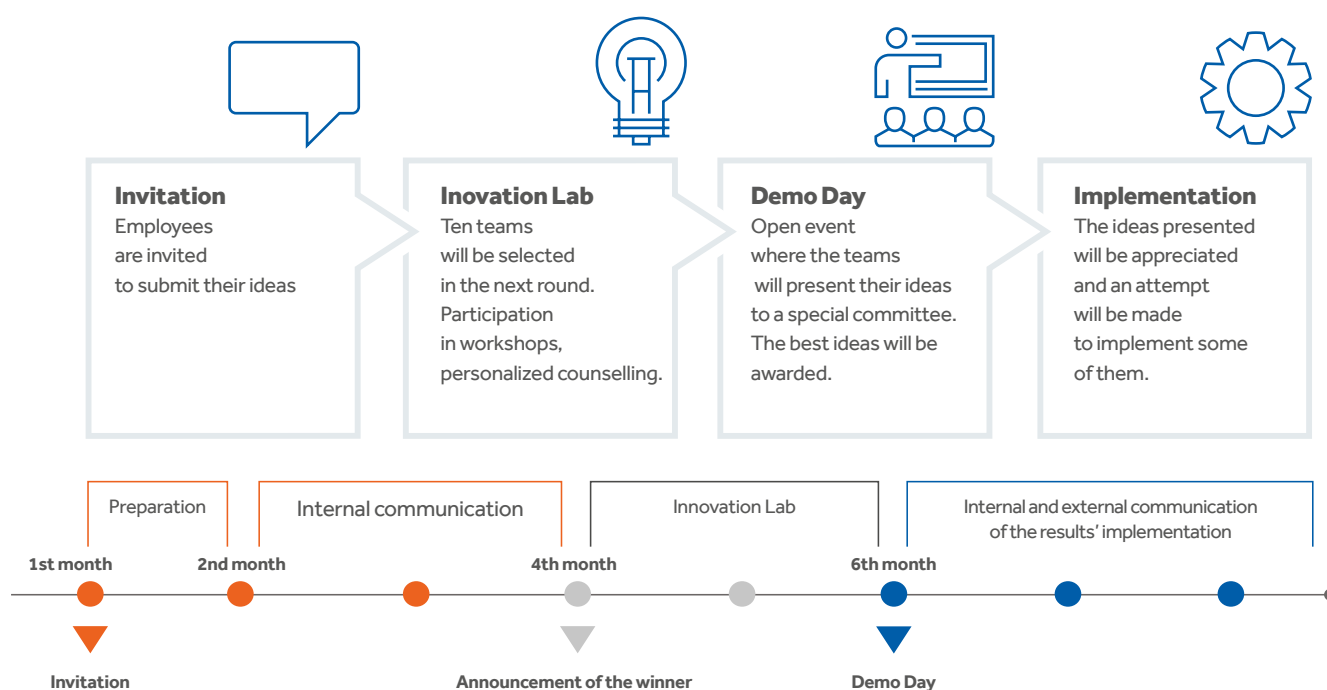 Invitation
Employees
are invited
to submit their ideas
Inovation Lab
Ten teams
will be selected
in the next round.
Participation
in workshops,
personalized counselling.
Demo Day
Open event
where the teams
will present their ideas
to a special committee.
The best ideas will be
awarded.
Implementation
The ideas presented
will be appreciated
and an attempt
will be made
to implement some
of them.
Preparation
Internal communication
Innovation Lab
Internal and external communication
of the results’ implementation
1st month
2nd month
4th month
6th month
Invitation
Announcement of the winner
Demo Day